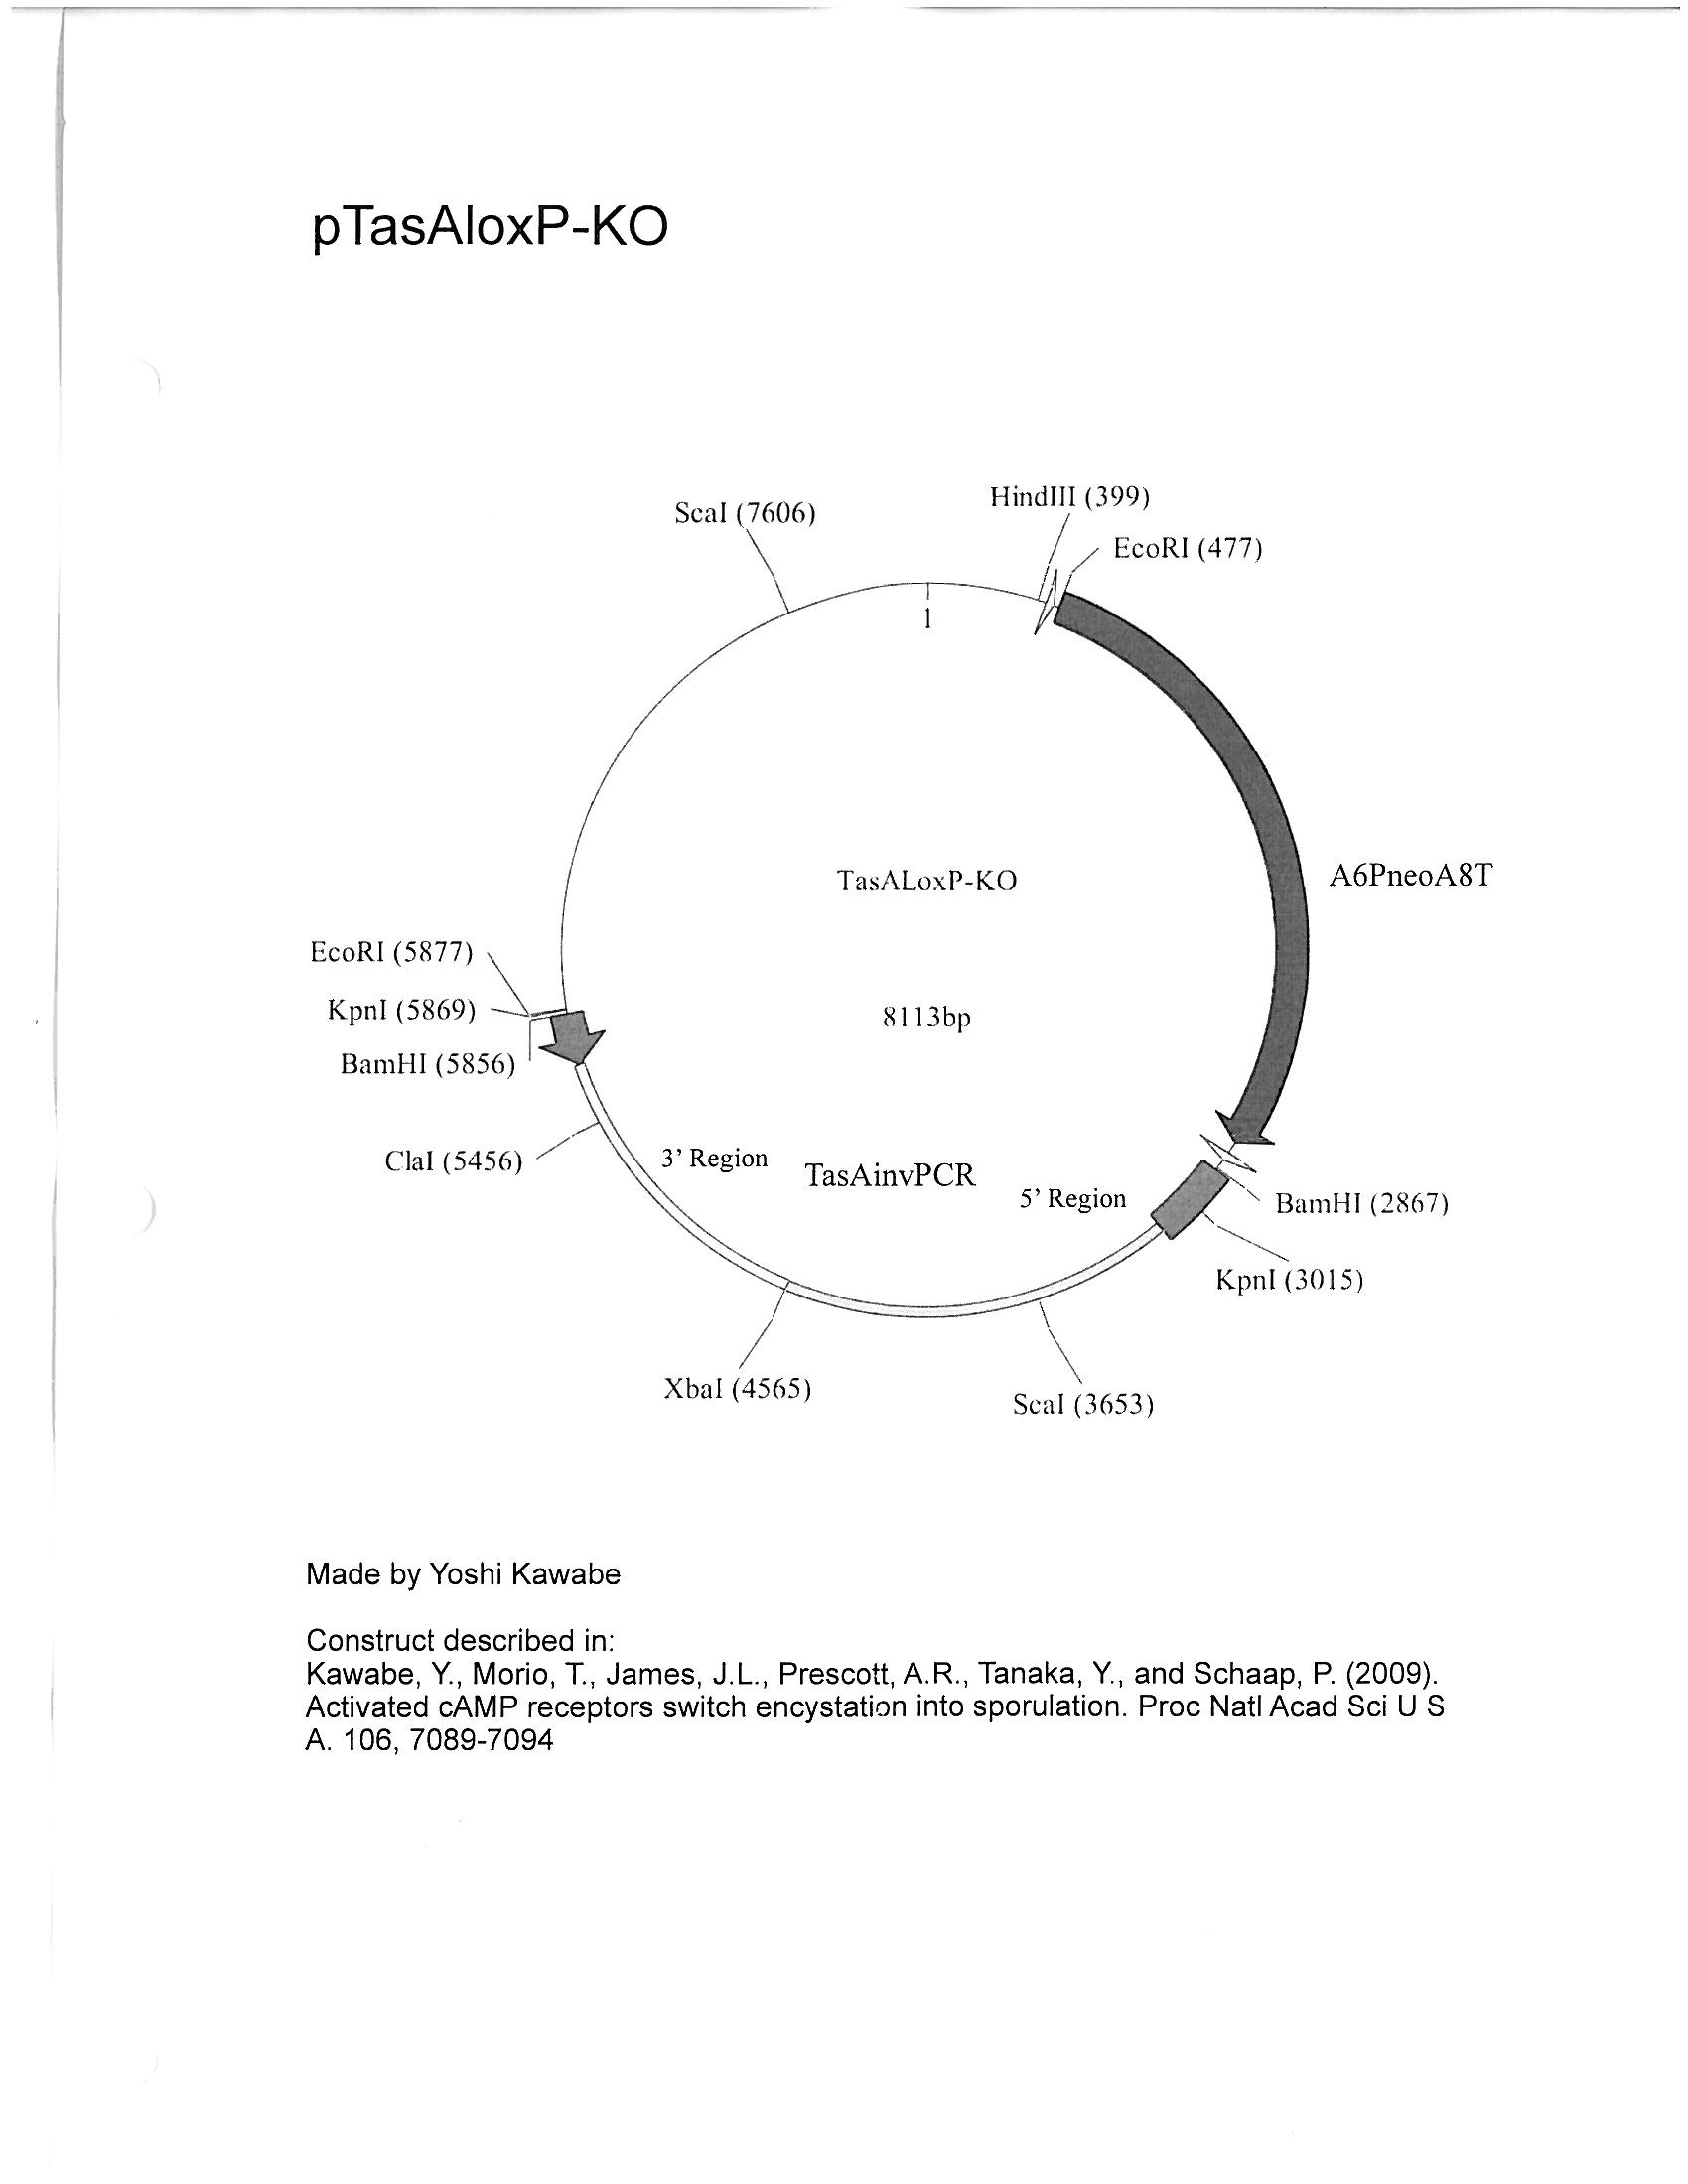 pTasAloxP-KO
ScaI (7606)
HindIII (399)
EcoRI (477)
1
A6PneoA8T
TasALoxP-KO
8113bp
EcoRI (5877)
KpnI (5869)
BamHI (5856)
ClaI (5456)
3' Region
TasAinvPCR
5' Region
BamHI (2867)
KpnI (3015)
XbaI (4565)
ScaI (3653)
Made by Yoshi Kawabe
Construct described in:
Kawabe, Y., Morio, T., James, J.L., Prescott, A.R., Tanaka, Y., and Schaap, P. (2009).
Activated cAMP receptors switch encystation into sporulation. Proc Natl Acad Sci U S
A. 106, 7089-7094